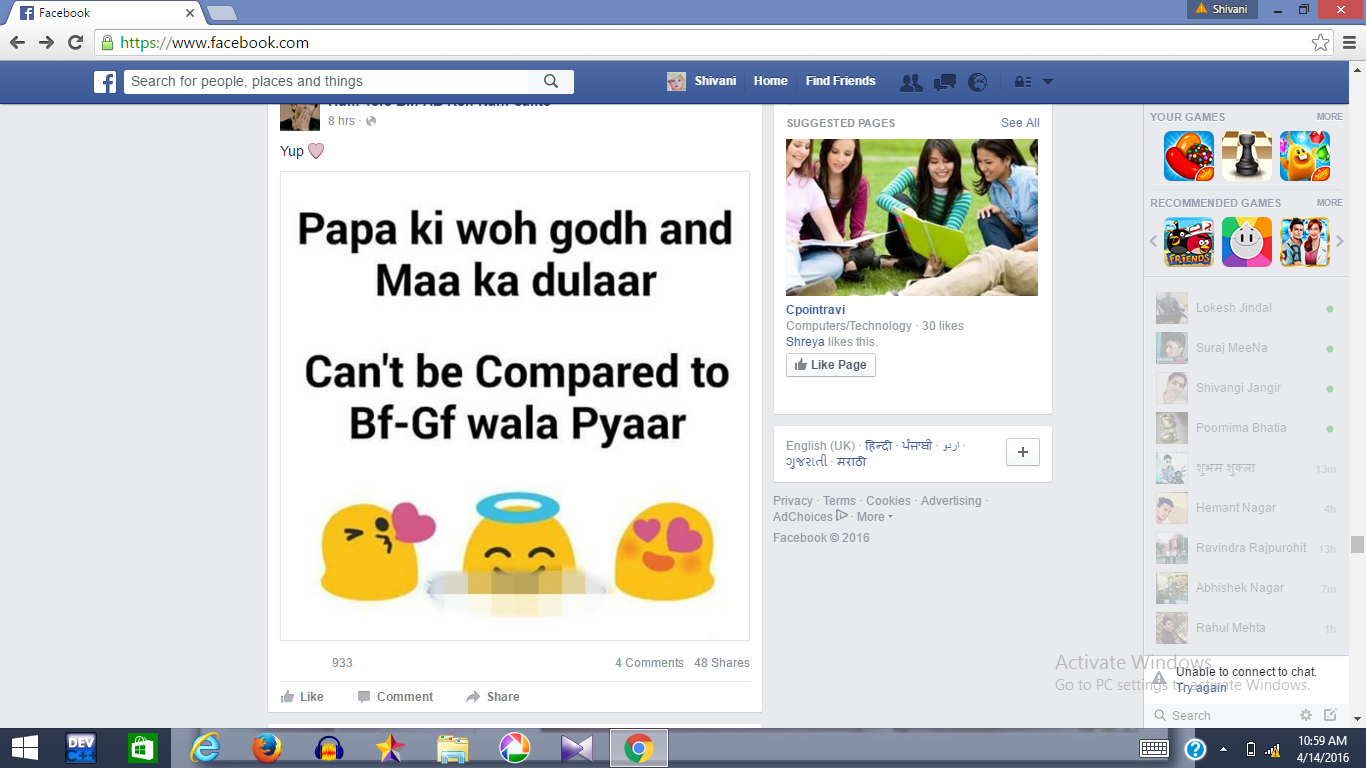 Facebook
Shivani
https://www.facebook.com
Search for people, places and things
Shivani
Home
Find Friends
8 hrs ·
Yup
Papa ki woh godh and
Maa ka dulaar
Can't be Compared to
Bf-Gf wala Pyaar
933
4 Comments 48 Shares
Like
Comment
Share
SUGGESTED PAGES
See All
Cpointravi
Computers/Technology · 30 likes
Shreya likes this.
Like Page
English (UK) · हिन्दी · ਪੰਜਾਬੀ · اردو ·
ગુજરાતી · मराठी
Privacy · Terms · Cookies · Advertising ·
AdChoices · More
Facebook © 2016
YOUR GAMES
MORE
RECOMMENDED GAMES
MORE
FRIENDS
Lokesh Jindal
Suraj MeeNa
Shivangi Jangir
Poornima Bhatia
शुभम शुक्ला 13m
Hemant Nagar 4h
Ravindra Rajpurohit 13h
Abhishek Nagar 7m
Rahul Mehta 1h
Activate Windows
Go to PC settings to activate Windows.
Unable to connect to chat.
Try again
Search
DEV
10:59 AM
4/14/2016